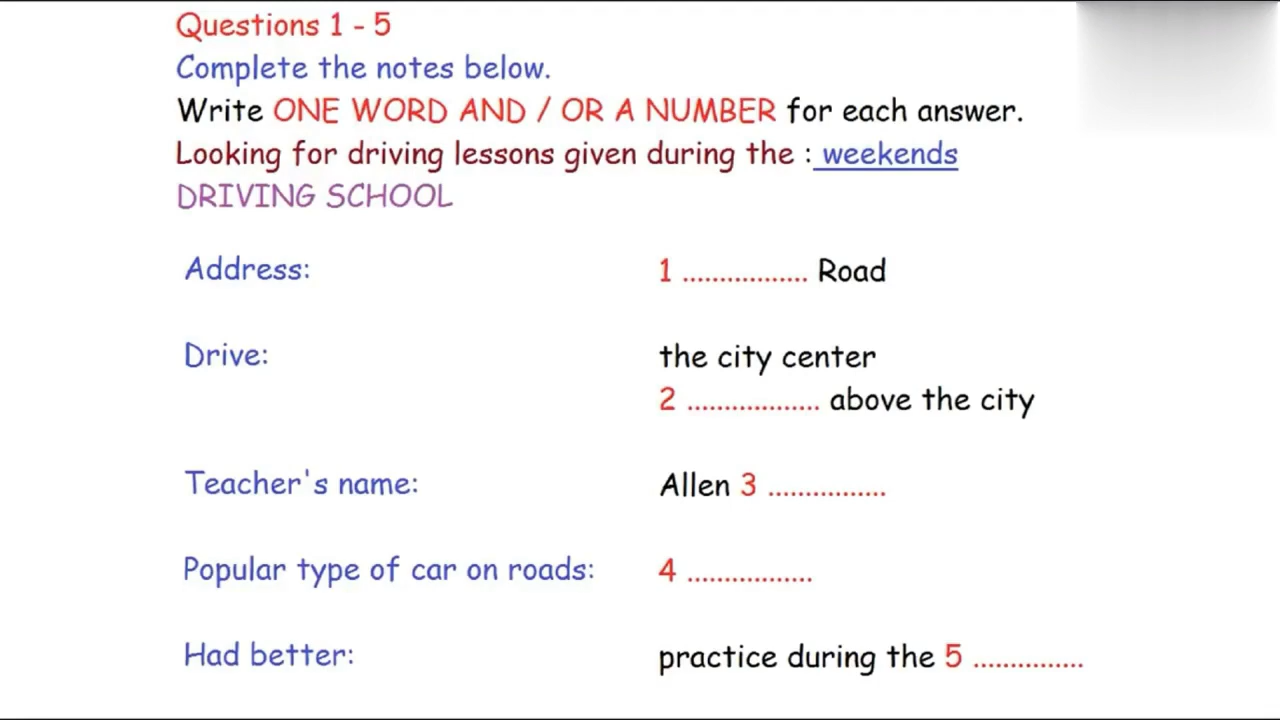 Questions 1 - 5
Complete the notes below.
Write ONE WORD AND / OR A NUMBER for each answer.
Looking for driving lessons given during the : weekends
DRIVING SCHOOL
Address: 1 ................. Road
Drive: the city center
2 .................. above the city
Teacher's name: Allen 3 ................
Popular type of car on roads: 4 .................
Had better: practice during the 5 ...............